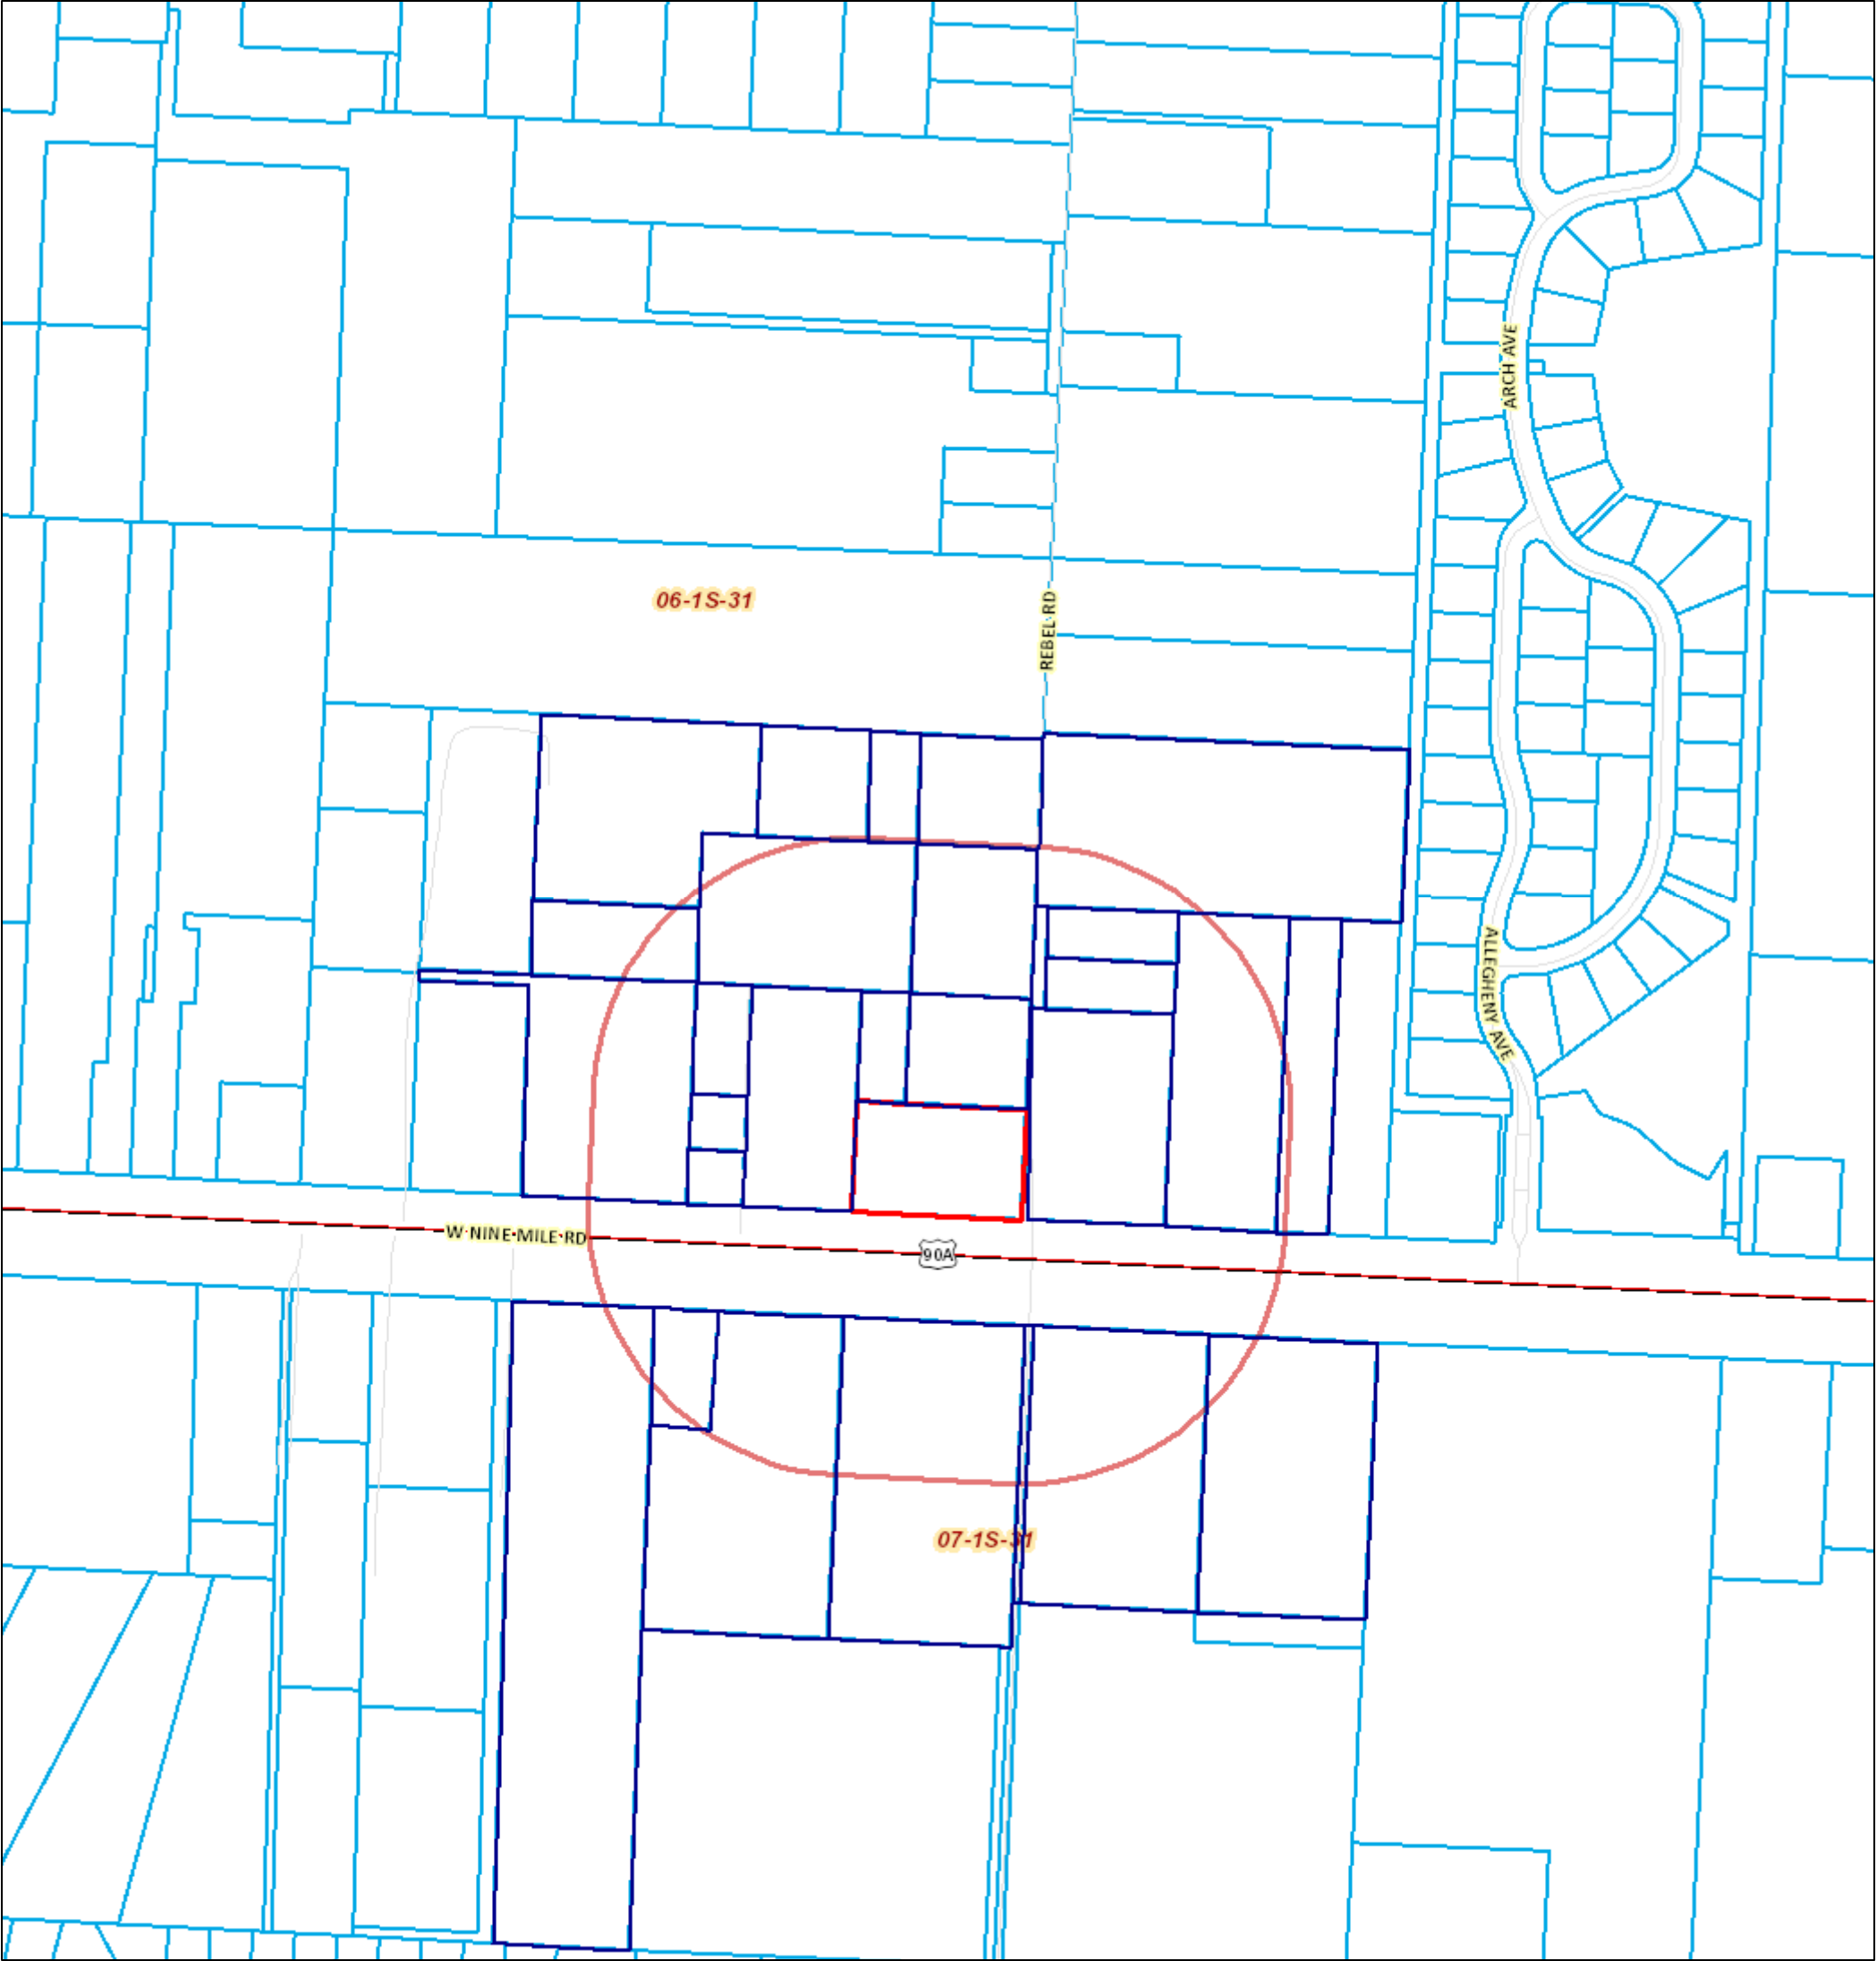 ARCH AVE
06-1S-31
REBEL RD
ALLEGHENY AVE
W NINE MILE RD
90A
07-1S-31